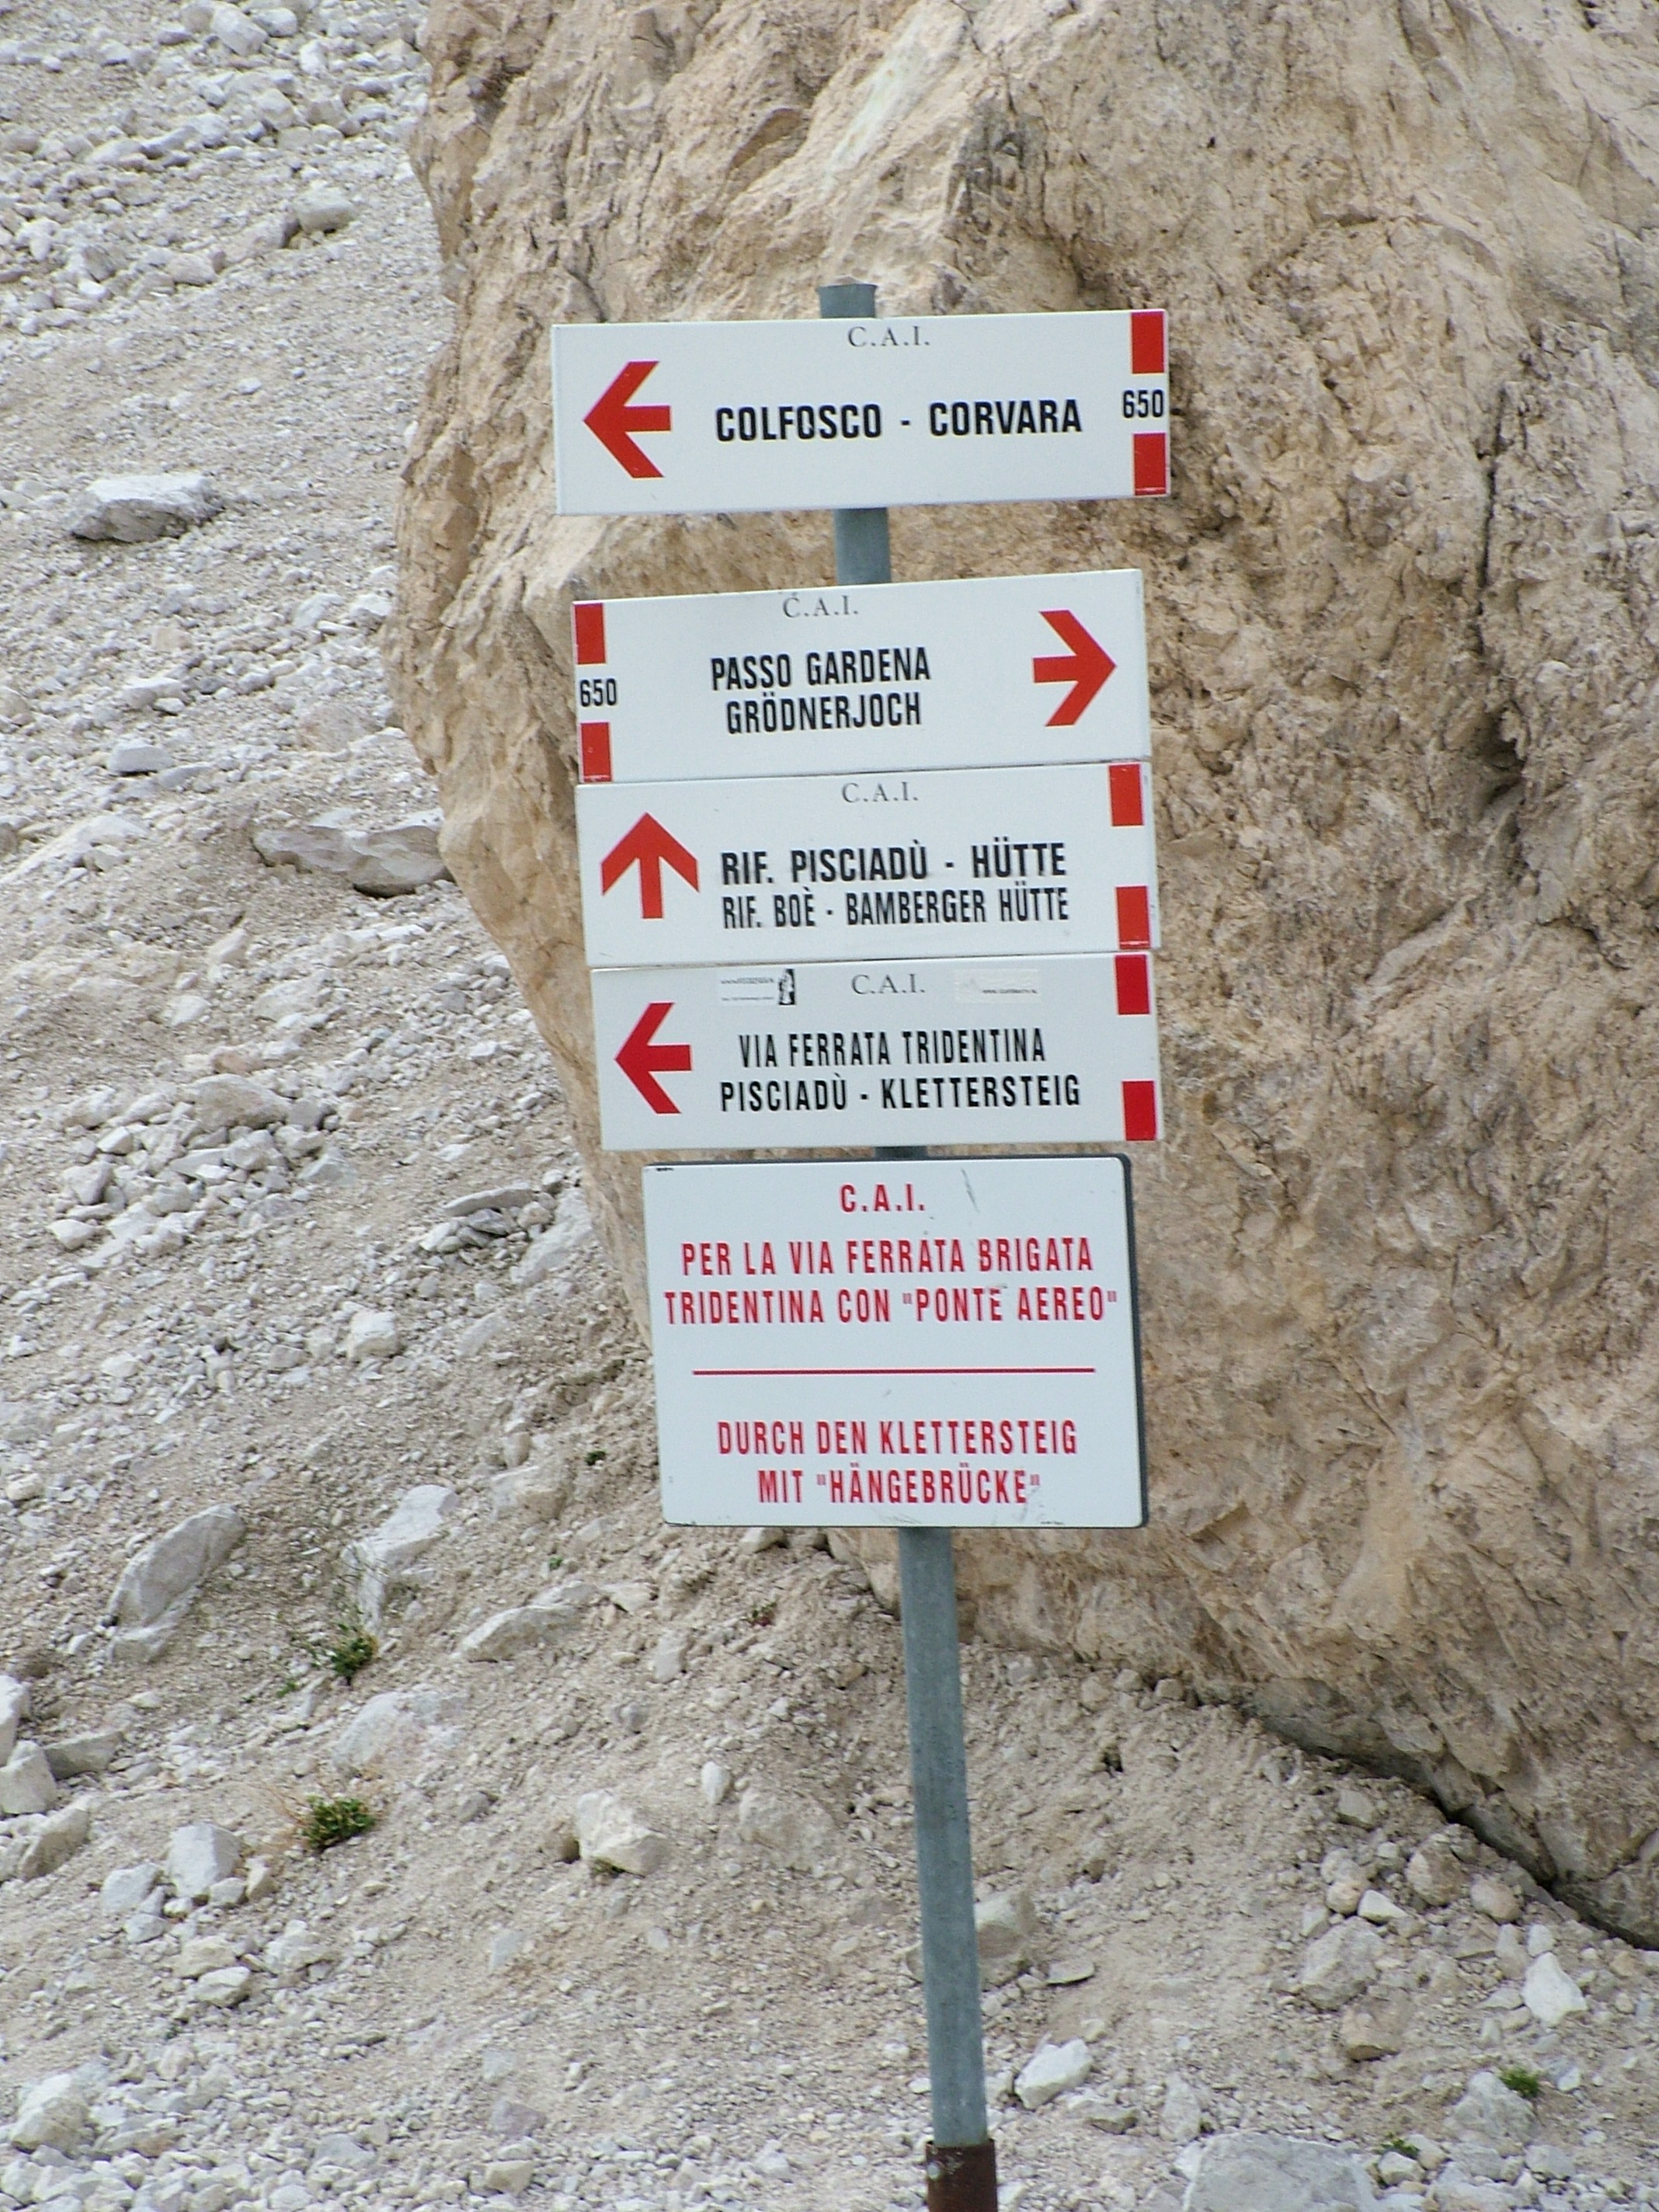 C.A.I.
COLFOSCO - CORVARA
650
C.A.I.
650
PASSO GARDENA
GRÖDNERJOCH
C.A.I.
RIF. PISCIADÙ - HÜTTE
RIF. BOÈ - BAMBERGER HÜTTE
C.A.I.
VIA FERRATA TRIDENTINA
PISCIADÙ - KLETTERSTEIG
C.A.I.
PER LA VIA FERRATA BRIGATA
TRIDENTINA CON "PONTE AEREO"
DURCH DEN KLETTERSTEIG
MIT "HÄNGEBRÜCKE"